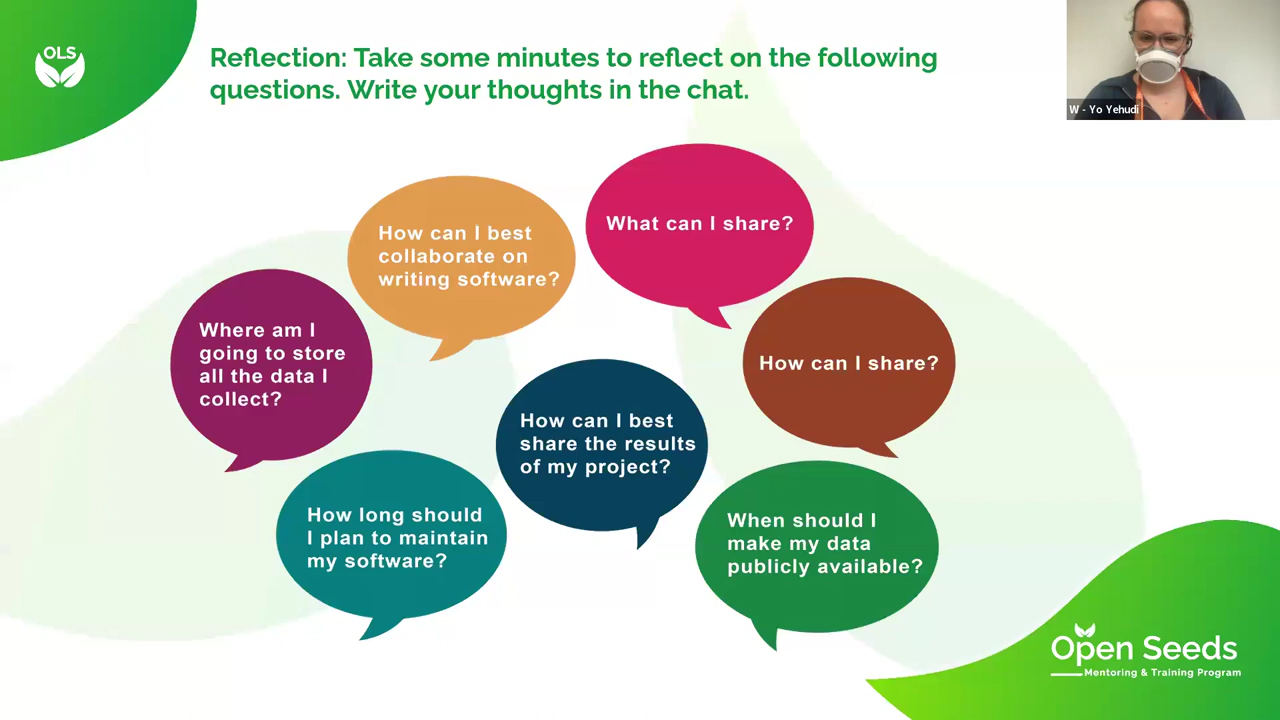 OLS
Reflection: Take some minutes to reflect on the following
questions. Write your thoughts in the chat.
W - Yo Yehudi
How can I best
collaborate on
writing software?
What can I share?
Where am I
going to store
all the data I
collect?
How can I share?
How can I best
share the results
of my project?
How long should
I plan to maintain
my software?
When should I
make my data
publicly available?
Open Seeds
Mentoring & Training Program